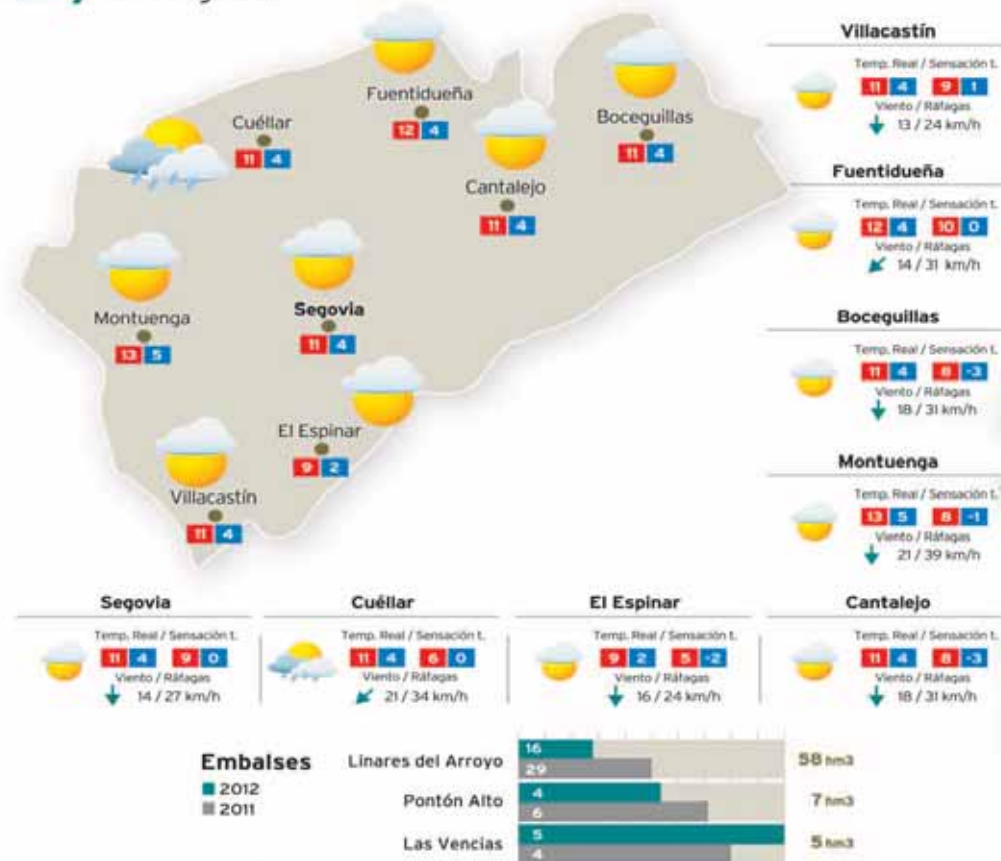 Fuentidueña
12 4
Cuéllar
11 4
Boceguillas
11 4
Cantalejo
11 4
Montuenga
13 5
Segovia
11 4
El Espinar
9 2
Villacastín
11 4
Villacastín
Temp. Real / Sensación t.
11 4 9 1
Viento / Ráfagas
13 / 24 km/h
Fuentidueña
Temp. Real / Sensación t.
12 4 10 0
Viento / Ráfagas
14 / 31 km/h
Boceguillas
Temp. Real / Sensación t.
11 4 8 -3
Viento / Ráfagas
18 / 31 km/h
Montuenga
Temp. Real / Sensación t.
13 5 8 -1
Viento / Ráfagas
21 / 39 km/h
Segovia
Temp. Real / Sensación t.
11 4 9 0
Viento / Ráfagas
14 / 27 km/h
Cuéllar
Temp. Real / Sensación t.
11 4 6 0
Viento / Ráfagas
21 / 34 km/h
El Espinar
Temp. Real / Sensación t.
9 2 5 -2
Viento / Ráfagas
16 / 24 km/h
Cantalejo
Temp. Real / Sensación t.
11 4 8 -3
Viento / Ráfagas
18 / 31 km/h
Embalses
2012
2011
Linares del Arroyo 16 58 hm3
29
Pontón Alto 4 7 hm3
6
Las Vencias 5 5 hm3
4